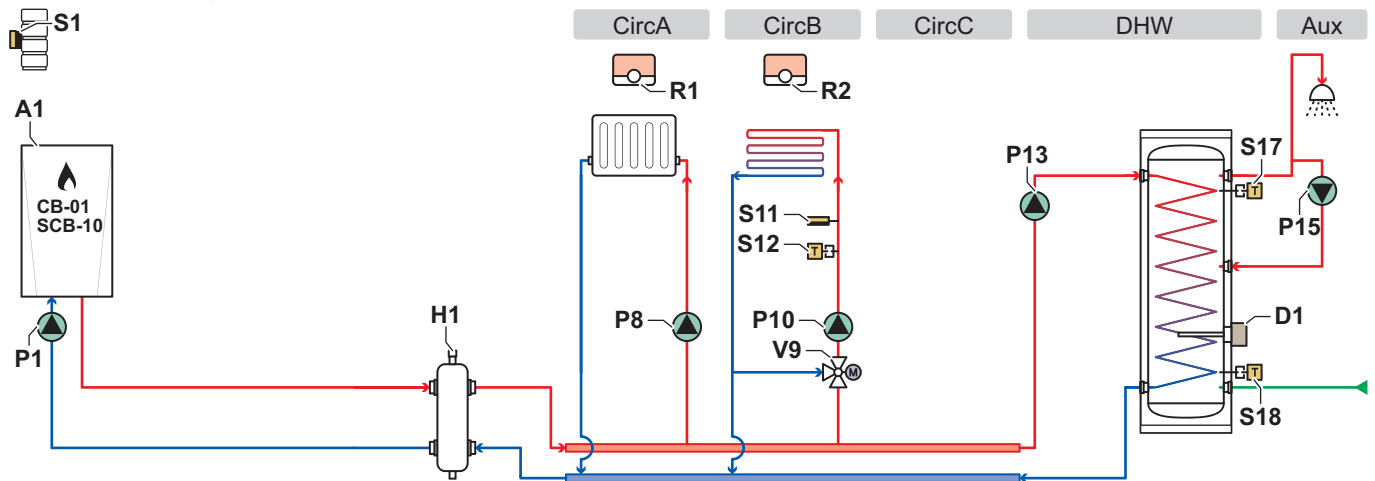 S1
CircA
CircB
CircC
DHW
Aux
R1
R2
A1
CB-01
SCB-10
P13
S17
T
P15
S11
S12
T
H1
P8
P10
D1
P1
V9
M
T
S18